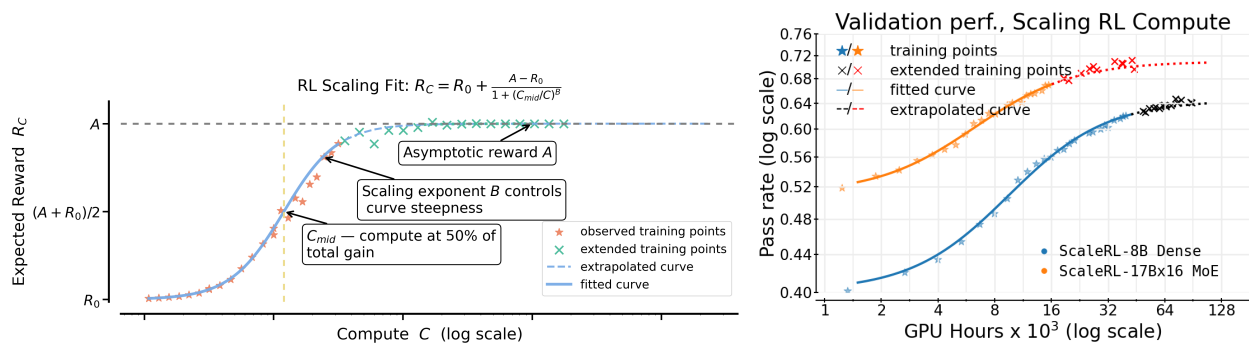 RL Scaling Fit: R_C = R_0 + \frac{A − R_0}{1 + (C_{mid}/C)^B}
Expected Reward R_C
A
(A + R_0)/2
R_0
Asymptotic reward A
Scaling exponent B controls
curve steepness
C_{mid} — compute at 50% of
total gain
observed training points
extended training points
extrapolated curve
fitted curve
Compute C (log scale)
Validation perf., Scaling RL Compute
Pass rate (log scale)
0.76
0.72
0.68
0.64
0.60
0.56
0.52
0.48
0.44
0.40
/ training points
/ extended training points
/ fitted curve
/ extrapolated curve
ScaleRL-8B Dense
ScaleRL-17Bx16 MoE
1 2 4 8 16 32 64 128
GPU Hours x 10^3 (log scale)